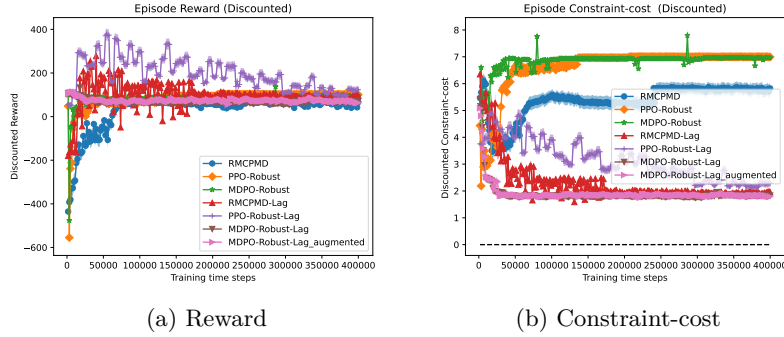 Episode Reward (Discounted)
Discounted Reward
400
200
0
−200
−400
−600
RMCPMD
PPO-Robust
MDPO-Robust
RMCPMD-Lag
PPO-Robust-Lag
MDPO-Robust-Lag
MDPO-Robust-Lag_augmented
0 50000 100000 150000 200000 250000 300000 350000 400000
Training time steps
(a) Reward
Episode Constraint-cost (Discounted)
Discounted Constraint-cost
8
7
6
5
4
3
2
1
0
RMCPMD
PPO-Robust
MDPO-Robust
RMCPMD-Lag
PPO-Robust-Lag
MDPO-Robust-Lag
MDPO-Robust-Lag_augmented
0 50000 100000 150000 200000 250000 300000 350000 400000
Training time steps
(b) Constraint-cost